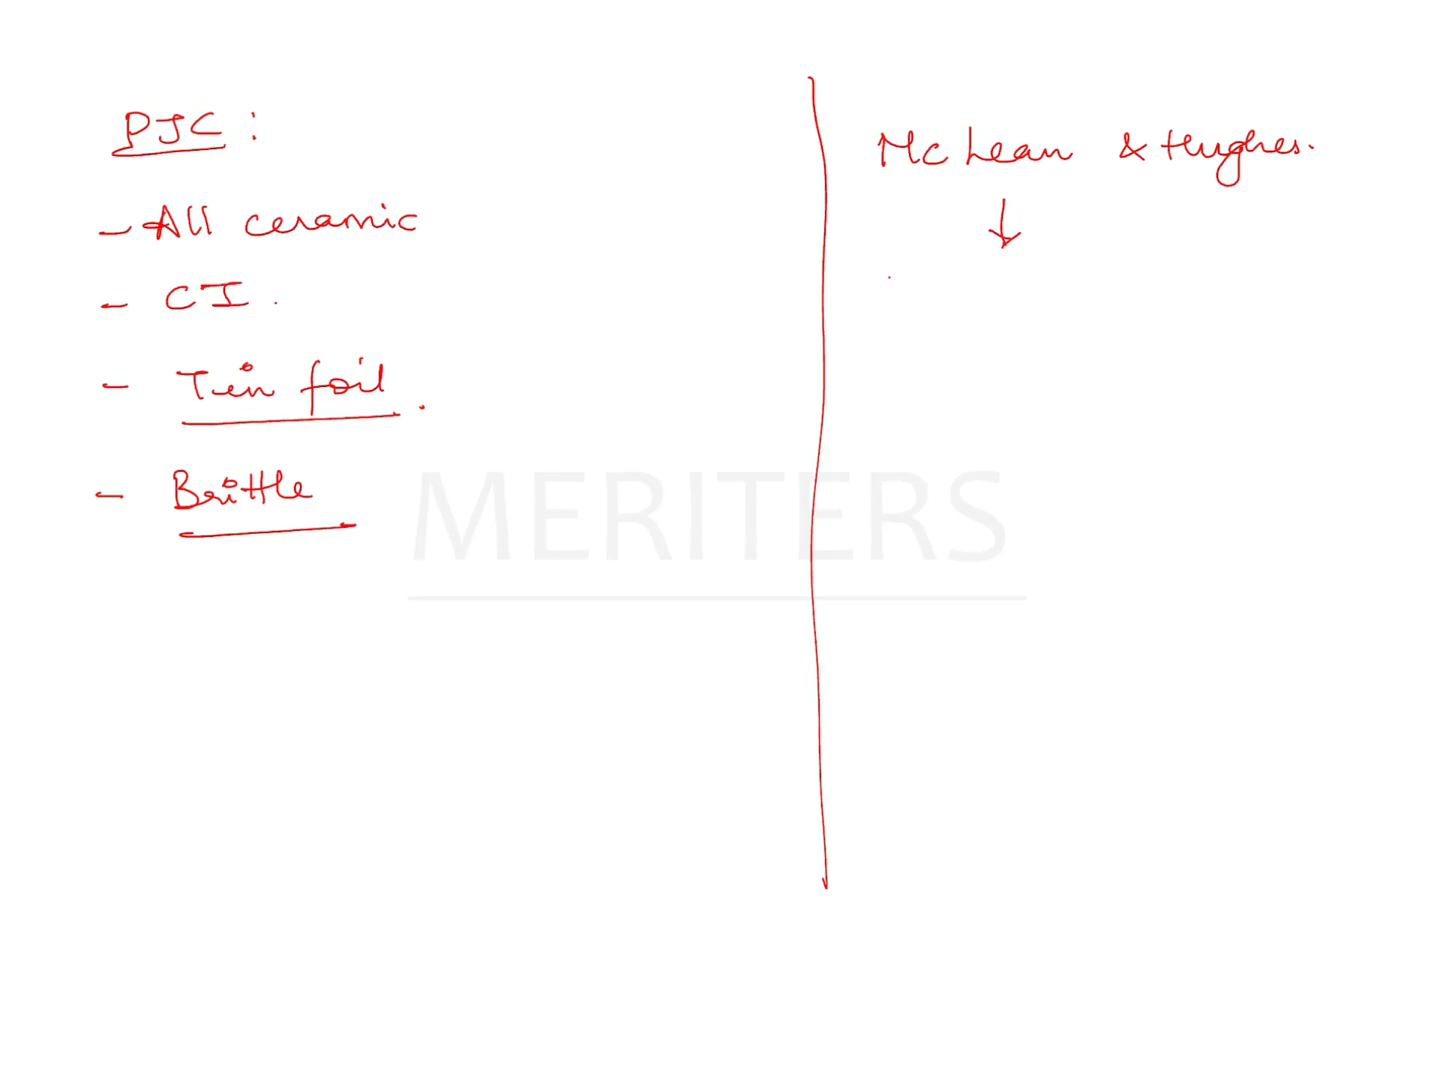 PJC :
- All ceramic
- CI .
- Tin foil .
- Brittle
Mc Lean & Hughes.
↓
MERITERS